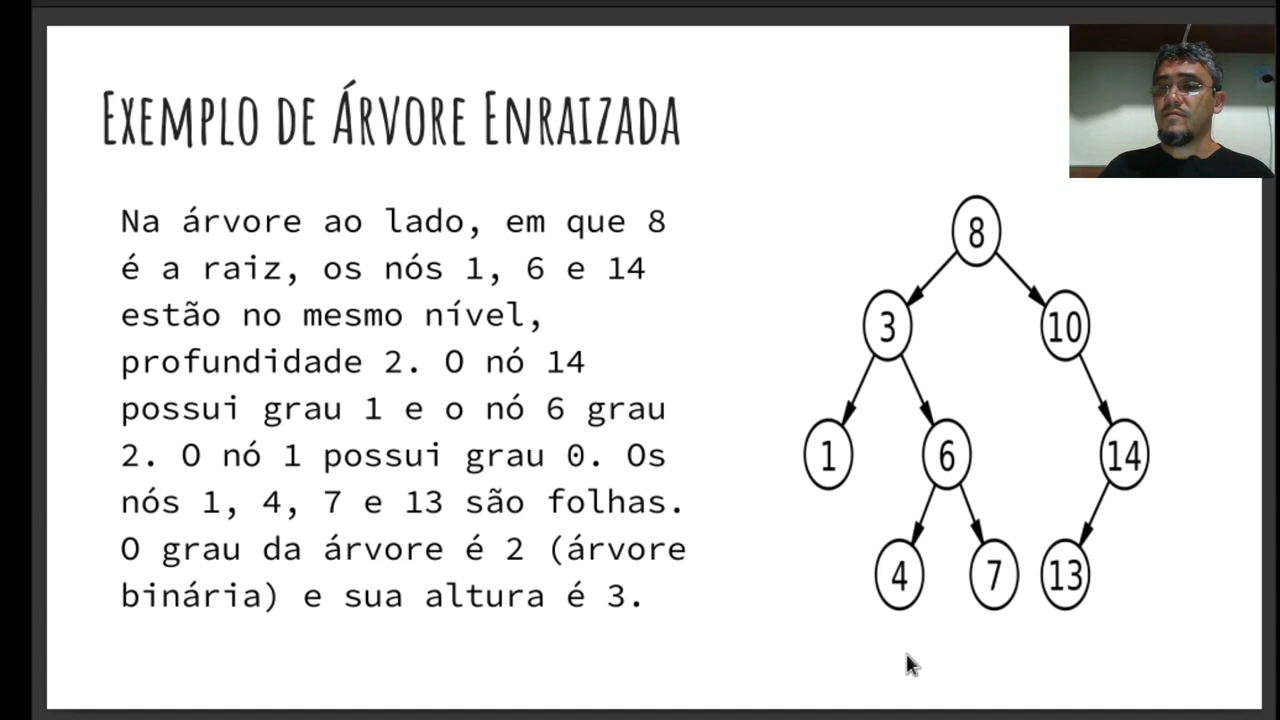 EXEMPLO DE ÁRVORE ENRAIZADA
Na árvore ao lado, em que 8
é a raiz, os nós 1, 6 e 14
estão no mesmo nível,
profundidade 2. O nó 14
possui grau 1 e o nó 6 grau
2. O nó 1 possui grau 0. Os
nós 1, 4, 7 e 13 são folhas.
O grau da árvore é 2 (árvore
binária) e sua altura é 3.
8
3 10
1 6 14
4 7 13